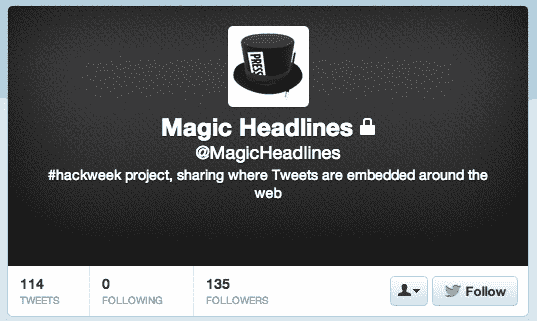 PRESS
Magic Headlines
@MagicHeadlines
#hackweek project, sharing where Tweets are embedded around the
web
114
TWEETS
0
FOLLOWING
135
FOLLOWERS
Follow